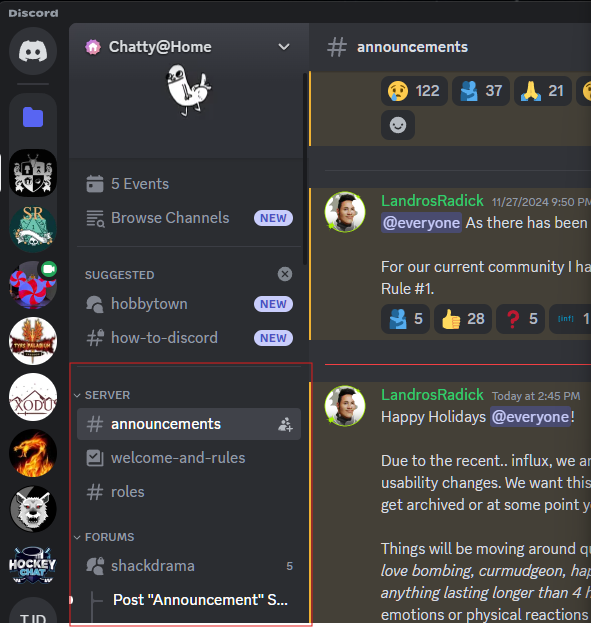 Discord
Chatty@Home
5 Events
Browse Channels NEW
SUGGESTED
hobbytown NEW
how-to-discord NEW
SERVER
announcements
welcome-and-rules
roles
FORUMS
shackdrama 5
Post "Announcement" S...
SR
TYRS PALADIUM
EXODU
HOCKEY
CHAT
TJD
# announcements
122 37 21
LandrosRadick 11/27/2024 9:50 PM
@everyone As there has been
For our current community I ha
Rule #1.
5 28 5 [inf] 1
LandrosRadick Today at 2:45 PM
Happy Holidays @everyone!
Due to the recent.. influx, we ar
usability changes. We want this
get archived or at some point y
Things will be moving around qu
love bombing, curmudgeon, hap
anything lasting longer than 4 h
emotions or physical reactions